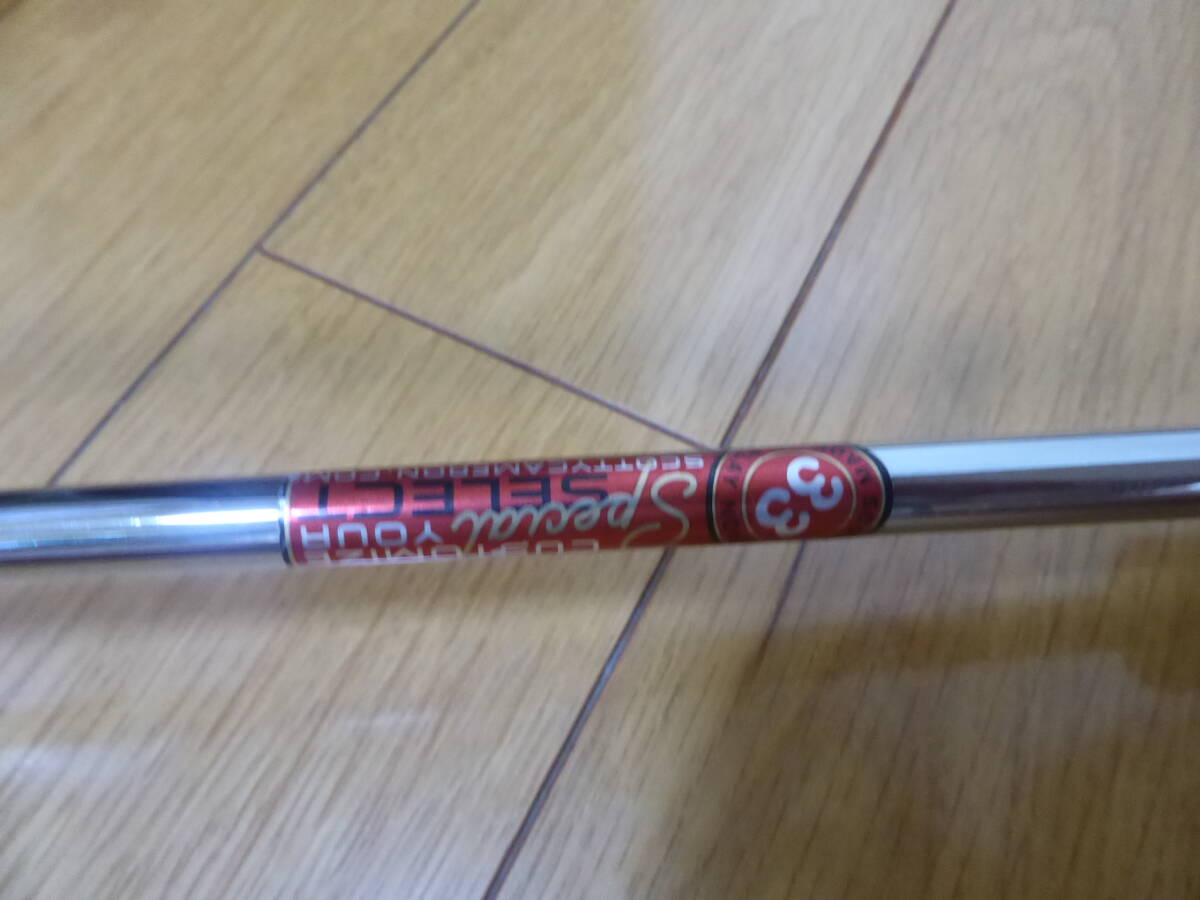 SCOTTYCAMERON.COM
SELECT
Special
YOUR
CUSTOMIZE
33